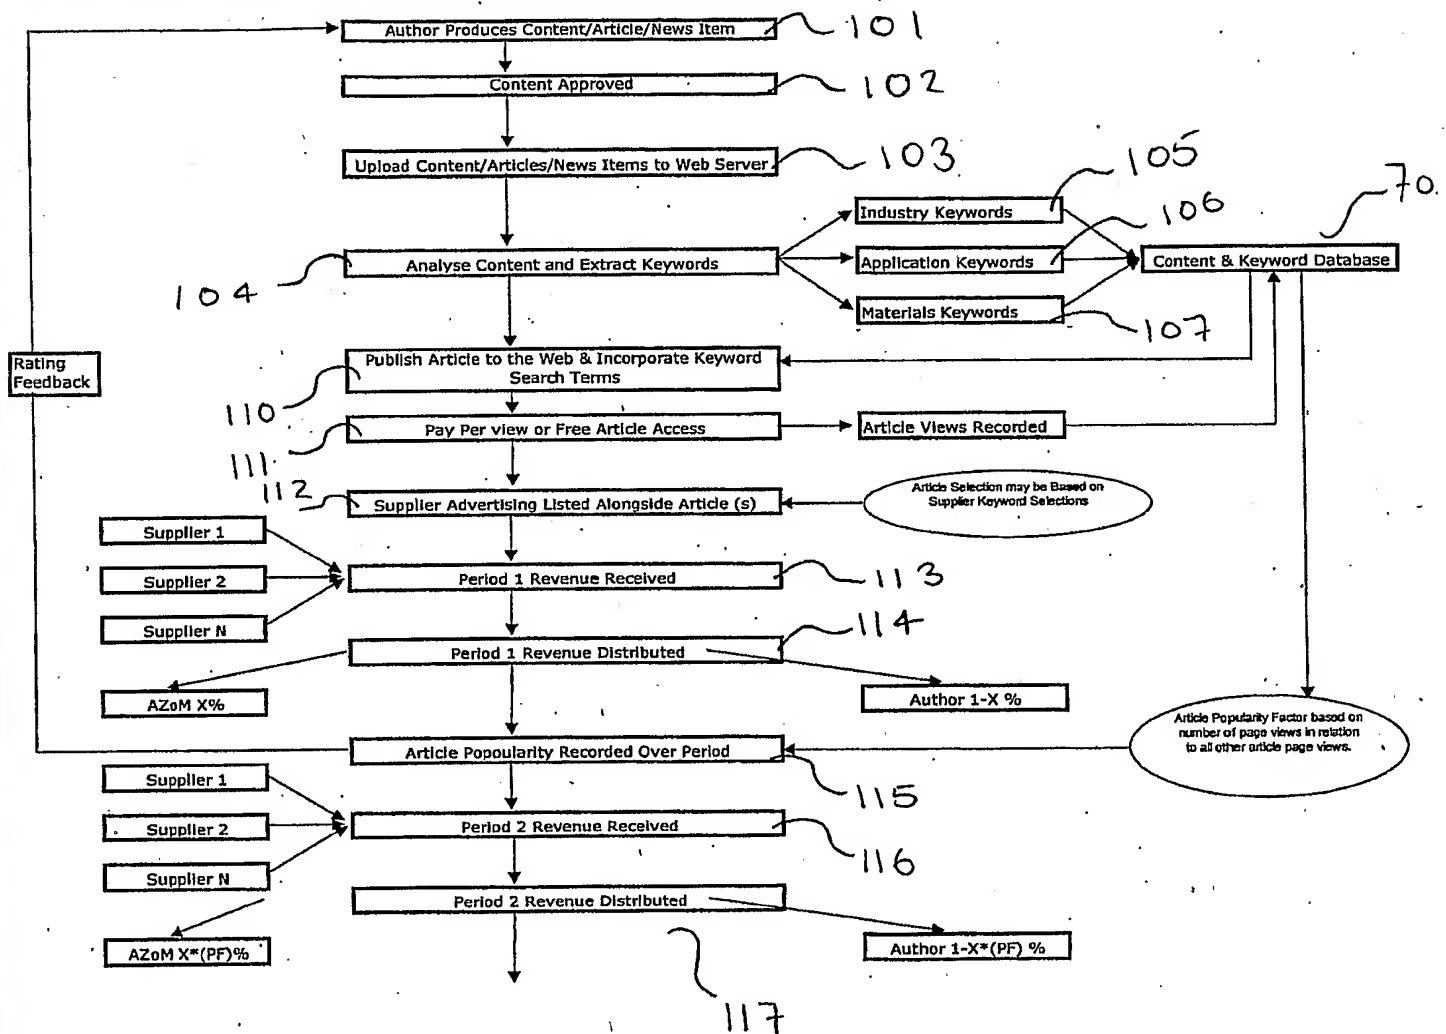 Author Produces Content/Article/News Item
101
Content Approved
102
Upload Content/Articles/News Items to Web Server
103
105
Industry Keywords
70.
106
Analyse Content and Extract Keywords
Application Keywords
Content & Keyword Database
104
Materials Keywords
107
Rating
Feedback
Publish Article to the Web & Incorporate Keyword
Search Terms
110
Pay Per view or Free Article Access
Article Views Recorded
111
112
Supplier Advertising Listed Alongside Article (s)
Article Selection may be Based on
Supplier Keyword Selections
Supplier 1
Supplier 2
Supplier N
Period 1 Revenue Received
113
114
Period 1 Revenue Distributed
AZoM X%
Author 1-X %
Article Popularity Factor based on
number of page views in relation
to all other article page views.
Article Popoularity Recorded Over Period
115
Supplier 1
Supplier 2
Supplier N
Period 2 Revenue Received
116
Period 2 Revenue Distributed
AZoM X*(PF)%
Author 1-X*(PF) %
117